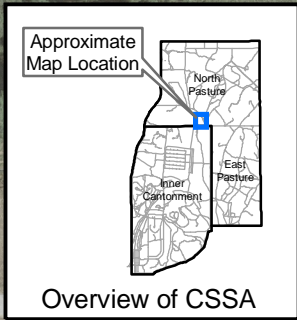 Approximate
Map Location
North
Pasture
East
Pasture
Inner
Cantonment
Overview of CSSA